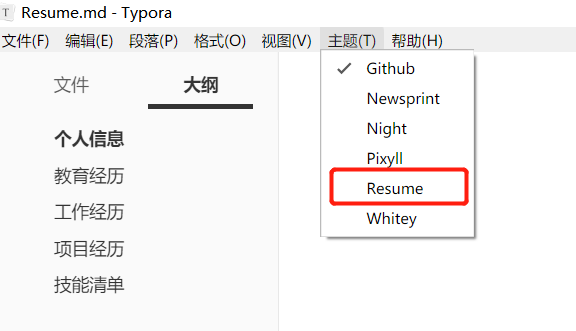 T Resume.md - Typora
文件(F) 编辑(E) 段落(P) 格式(O) 视图(V) 主题(T) 帮助(H)
文件 大纲
个人信息
教育经历
工作经历
项目经历
技能清单
Github
Newsprint
Night
Pixyll
Resume
Whitey